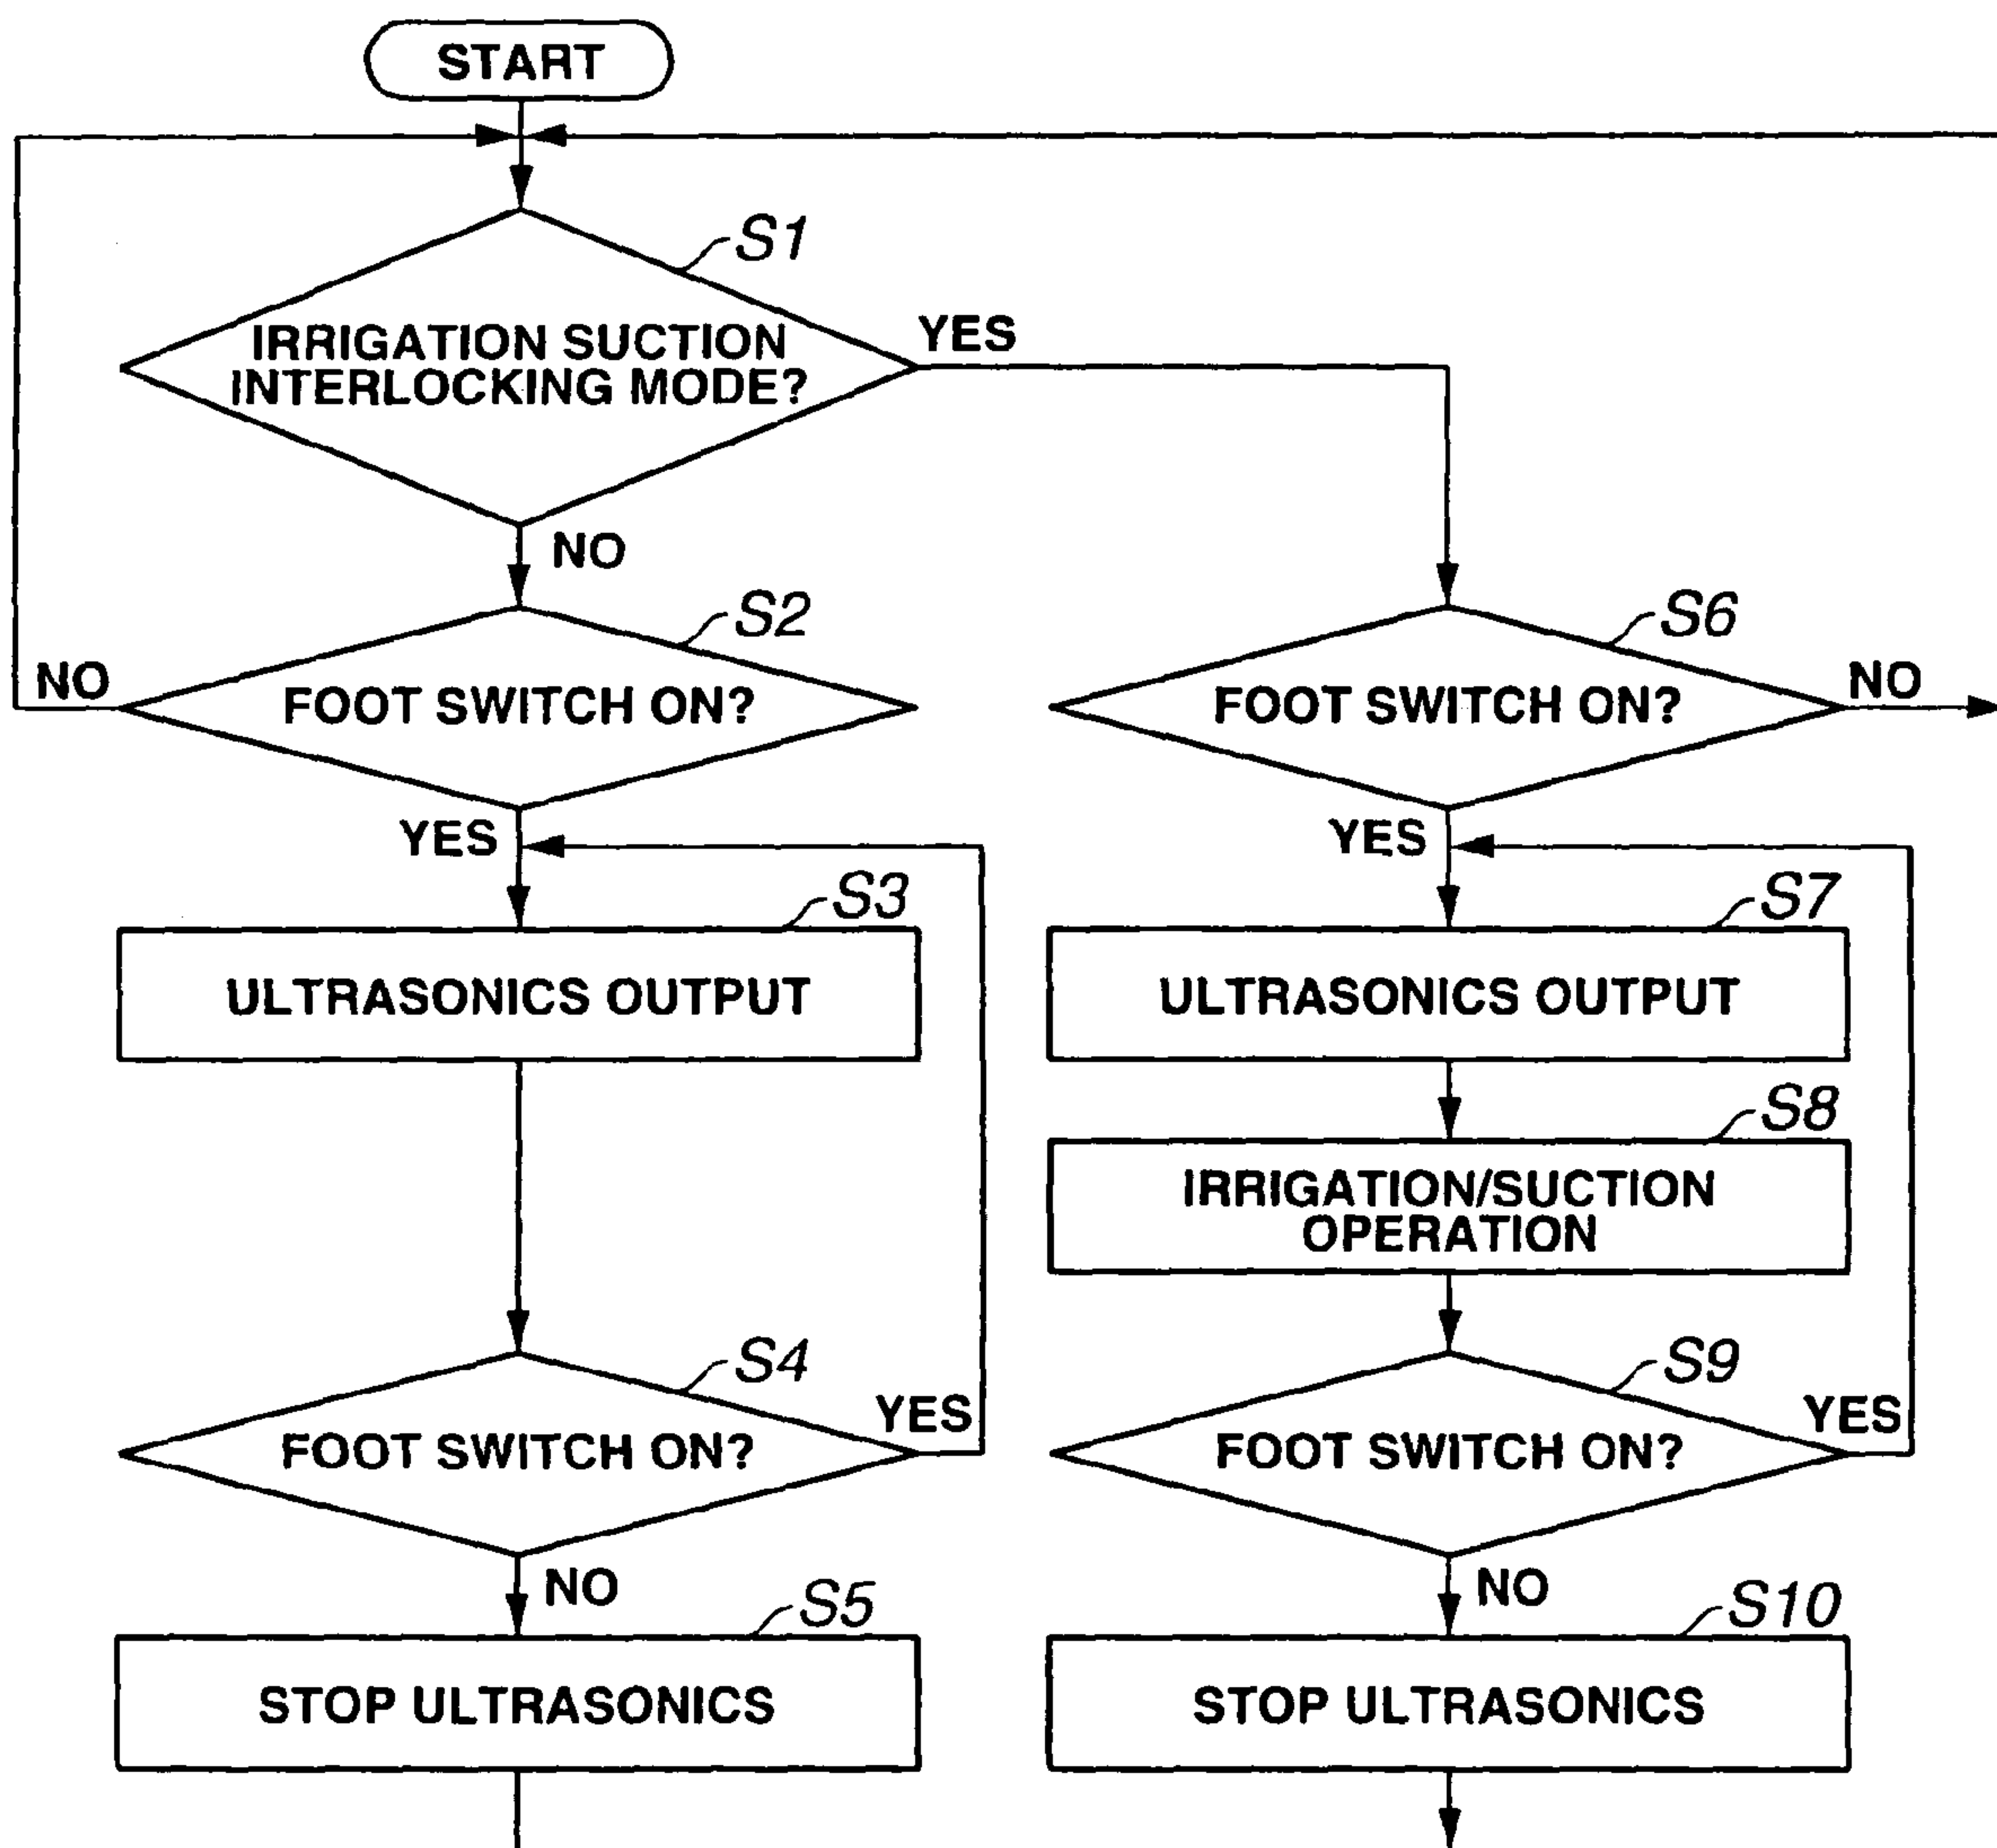 START
S1
IRRIGATION SUCTION
INTERLOCKING MODE?
YES
NO
S2
FOOT SWITCH ON?
NO
YES
S3
ULTRASONICS OUTPUT
S4
FOOT SWITCH ON?
YES
NO
S5
STOP ULTRASONICS
S6
FOOT SWITCH ON?
NO
YES
S7
ULTRASONICS OUTPUT
S8
IRRIGATION/SUCTION
OPERATION
S9
FOOT SWITCH ON?
YES
NO
S10
STOP ULTRASONICS